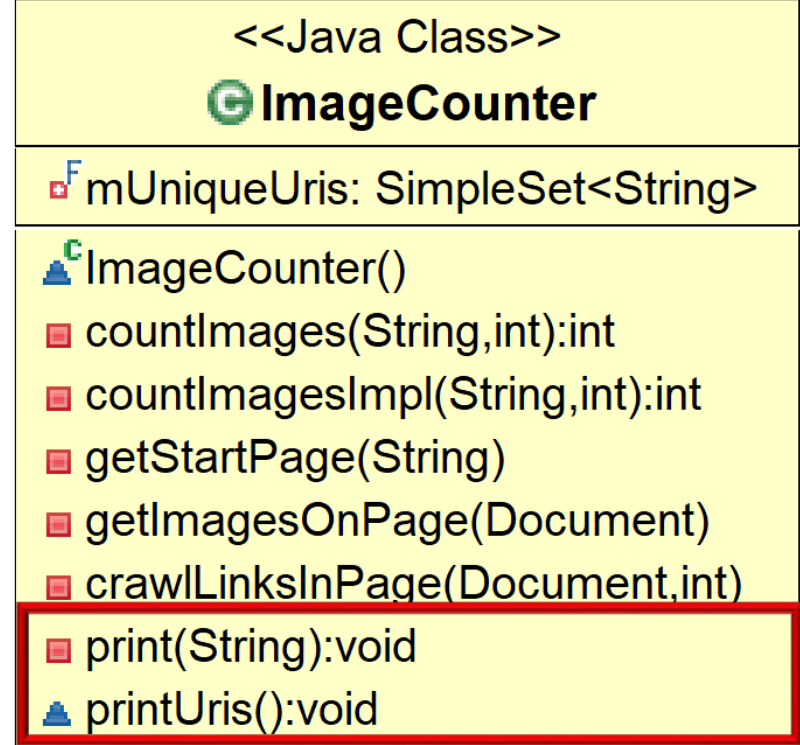 <<Java Class>>
C ImageCounter
F mUniqueUris: SimpleSet<String>
C ImageCounter()
countImages(String,int):int
countImagesImpl(String,int):int
getStartPage(String)
getImagesOnPage(Document)
crawlLinksInPage(Document,int)
print(String):void
printUris():void